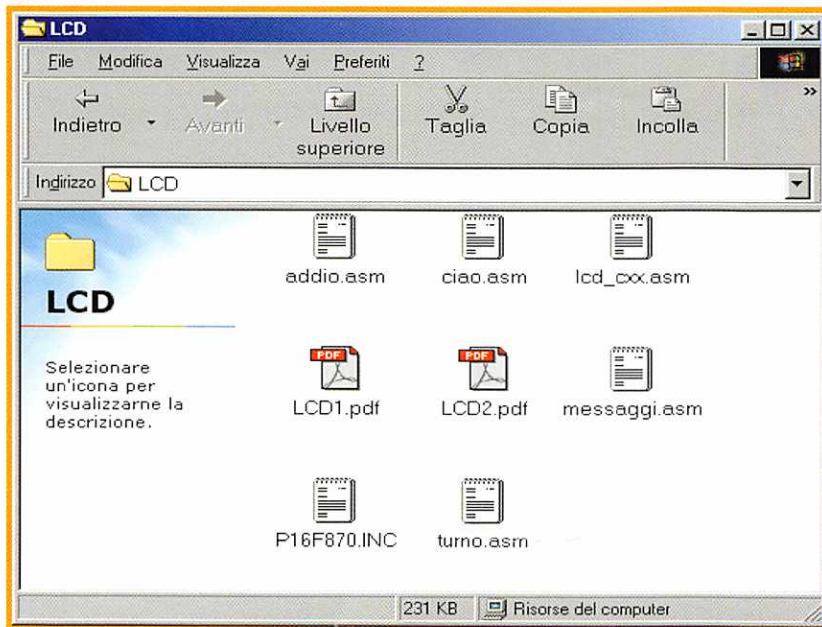 LCD
File Modifica Visualizza Vai Preferiti ?
Indietro Avanti Livello superiore Taglia Copia Incolla »
Indirizzo LCD
LCD
Selezionare
un'icona per
visualizzarne la
descrizione.
addio.asm ciao.asm lcd_cxx.asm
PDF PDF
LCD1.pdf LCD2.pdf messaggi.asm
P16F870.INC turno.asm
231 KB Risorse del computer